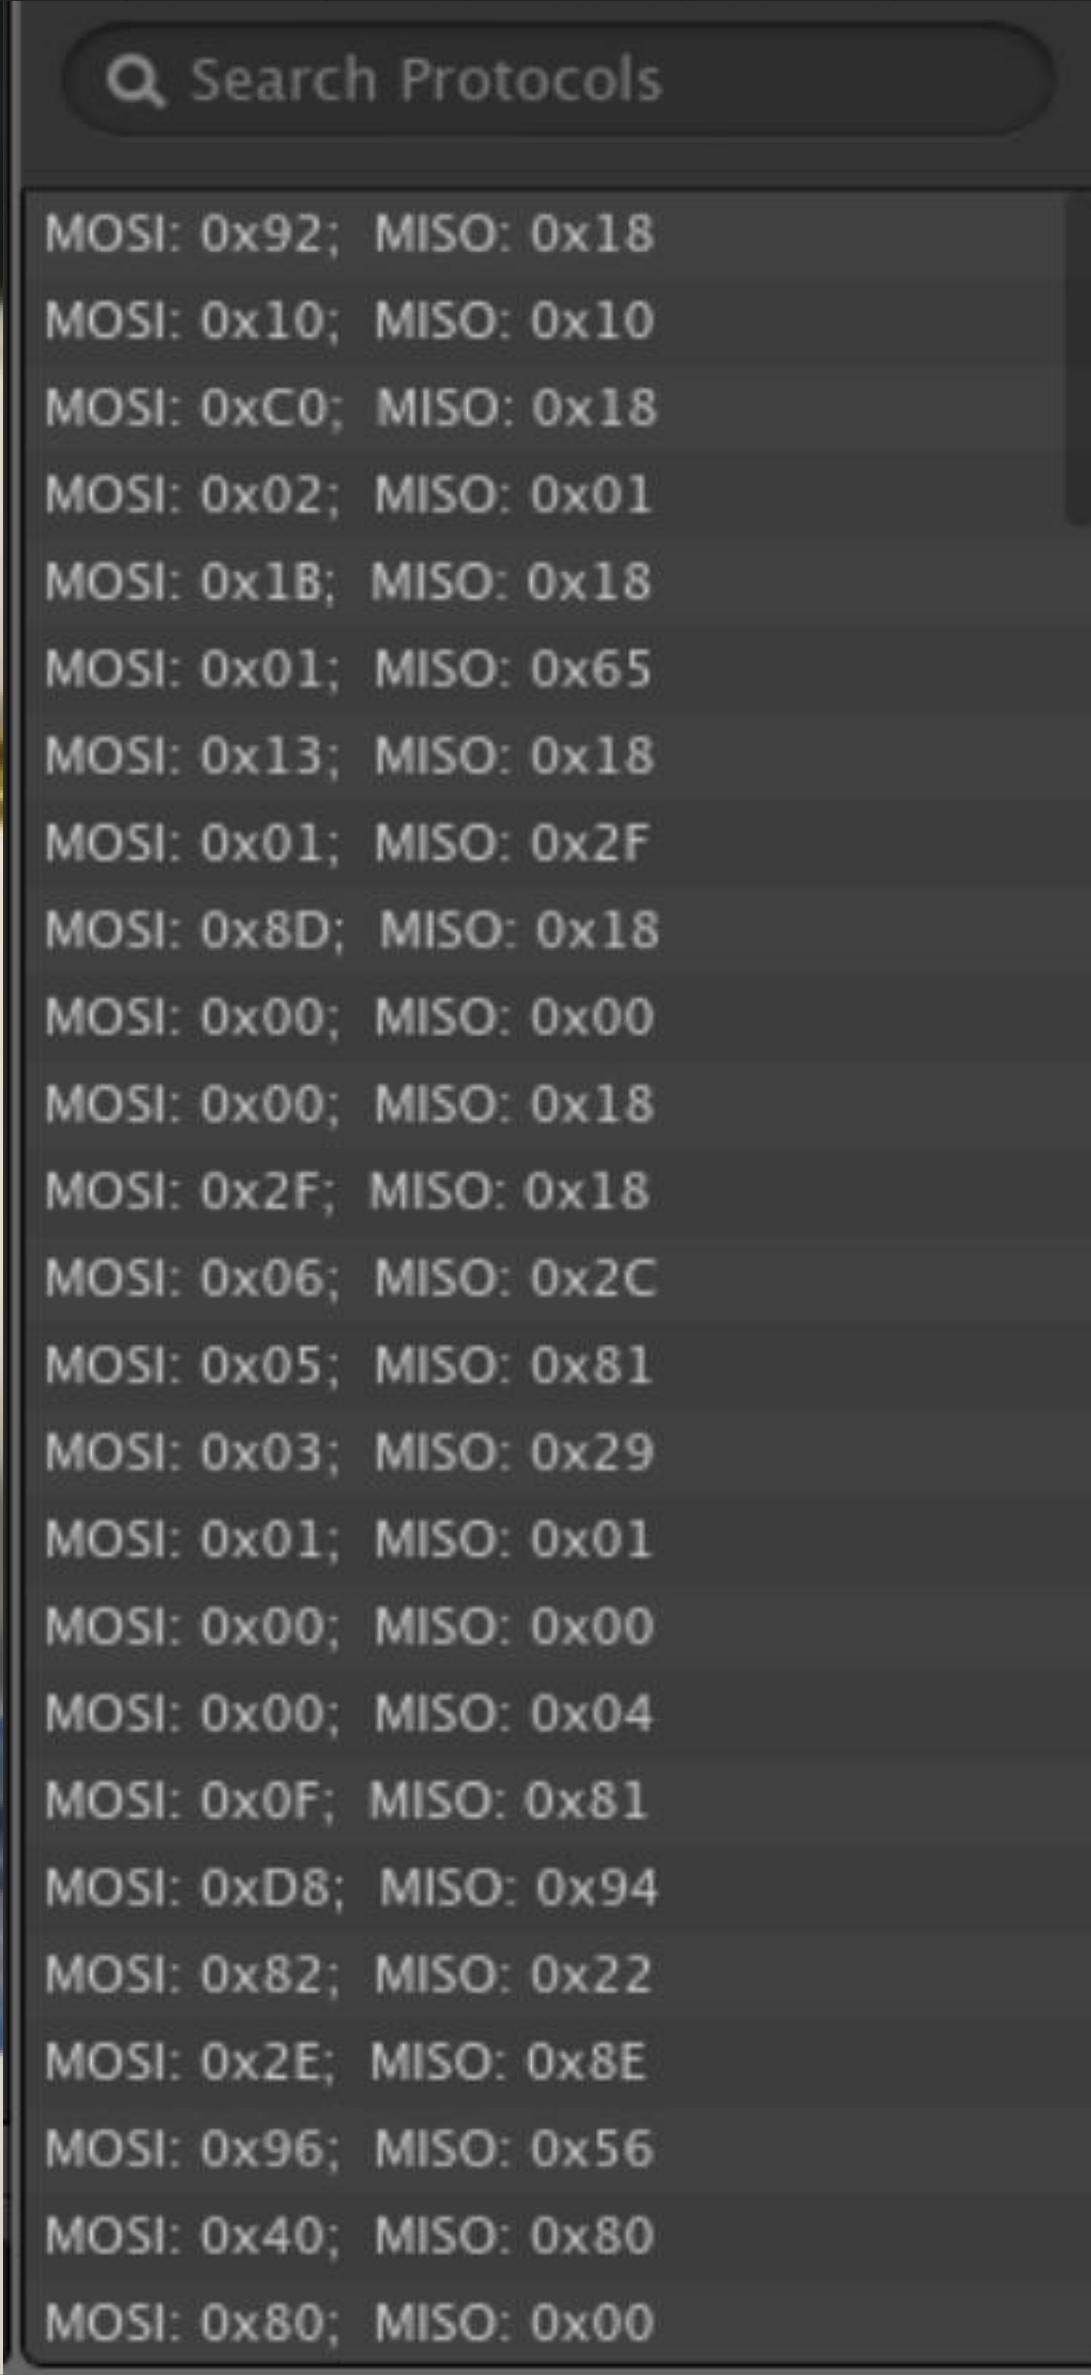 Search Protocols
MOSI: 0x92; MISO: 0x18
MOSI: 0x10; MISO: 0x10
MOSI: 0xC0; MISO: 0x18
MOSI: 0x02; MISO: 0x01
MOSI: 0x1B; MISO: 0x18
MOSI: 0x01; MISO: 0x65
MOSI: 0x13; MISO: 0x18
MOSI: 0x01; MISO: 0x2F
MOSI: 0x8D; MISO: 0x18
MOSI: 0x00; MISO: 0x00
MOSI: 0x00; MISO: 0x18
MOSI: 0x2F; MISO: 0x18
MOSI: 0x06; MISO: 0x2C
MOSI: 0x05; MISO: 0x81
MOSI: 0x03; MISO: 0x29
MOSI: 0x01; MISO: 0x01
MOSI: 0x00; MISO: 0x00
MOSI: 0x00; MISO: 0x04
MOSI: 0x0F; MISO: 0x81
MOSI: 0xD8; MISO: 0x94
MOSI: 0x82; MISO: 0x22
MOSI: 0x2E; MISO: 0x8E
MOSI: 0x96; MISO: 0x56
MOSI: 0x40; MISO: 0x80
MOSI: 0x80; MISO: 0x00